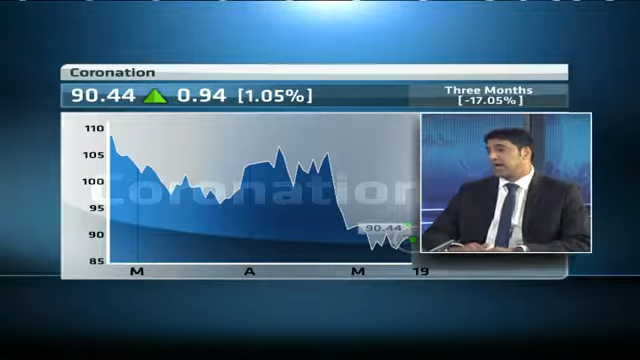 Coronation
90.44 0.94 [1.05%]
Three Months
[-17.05%]
110
105
100
95
90
85
Coronation
90.44
M A M 19